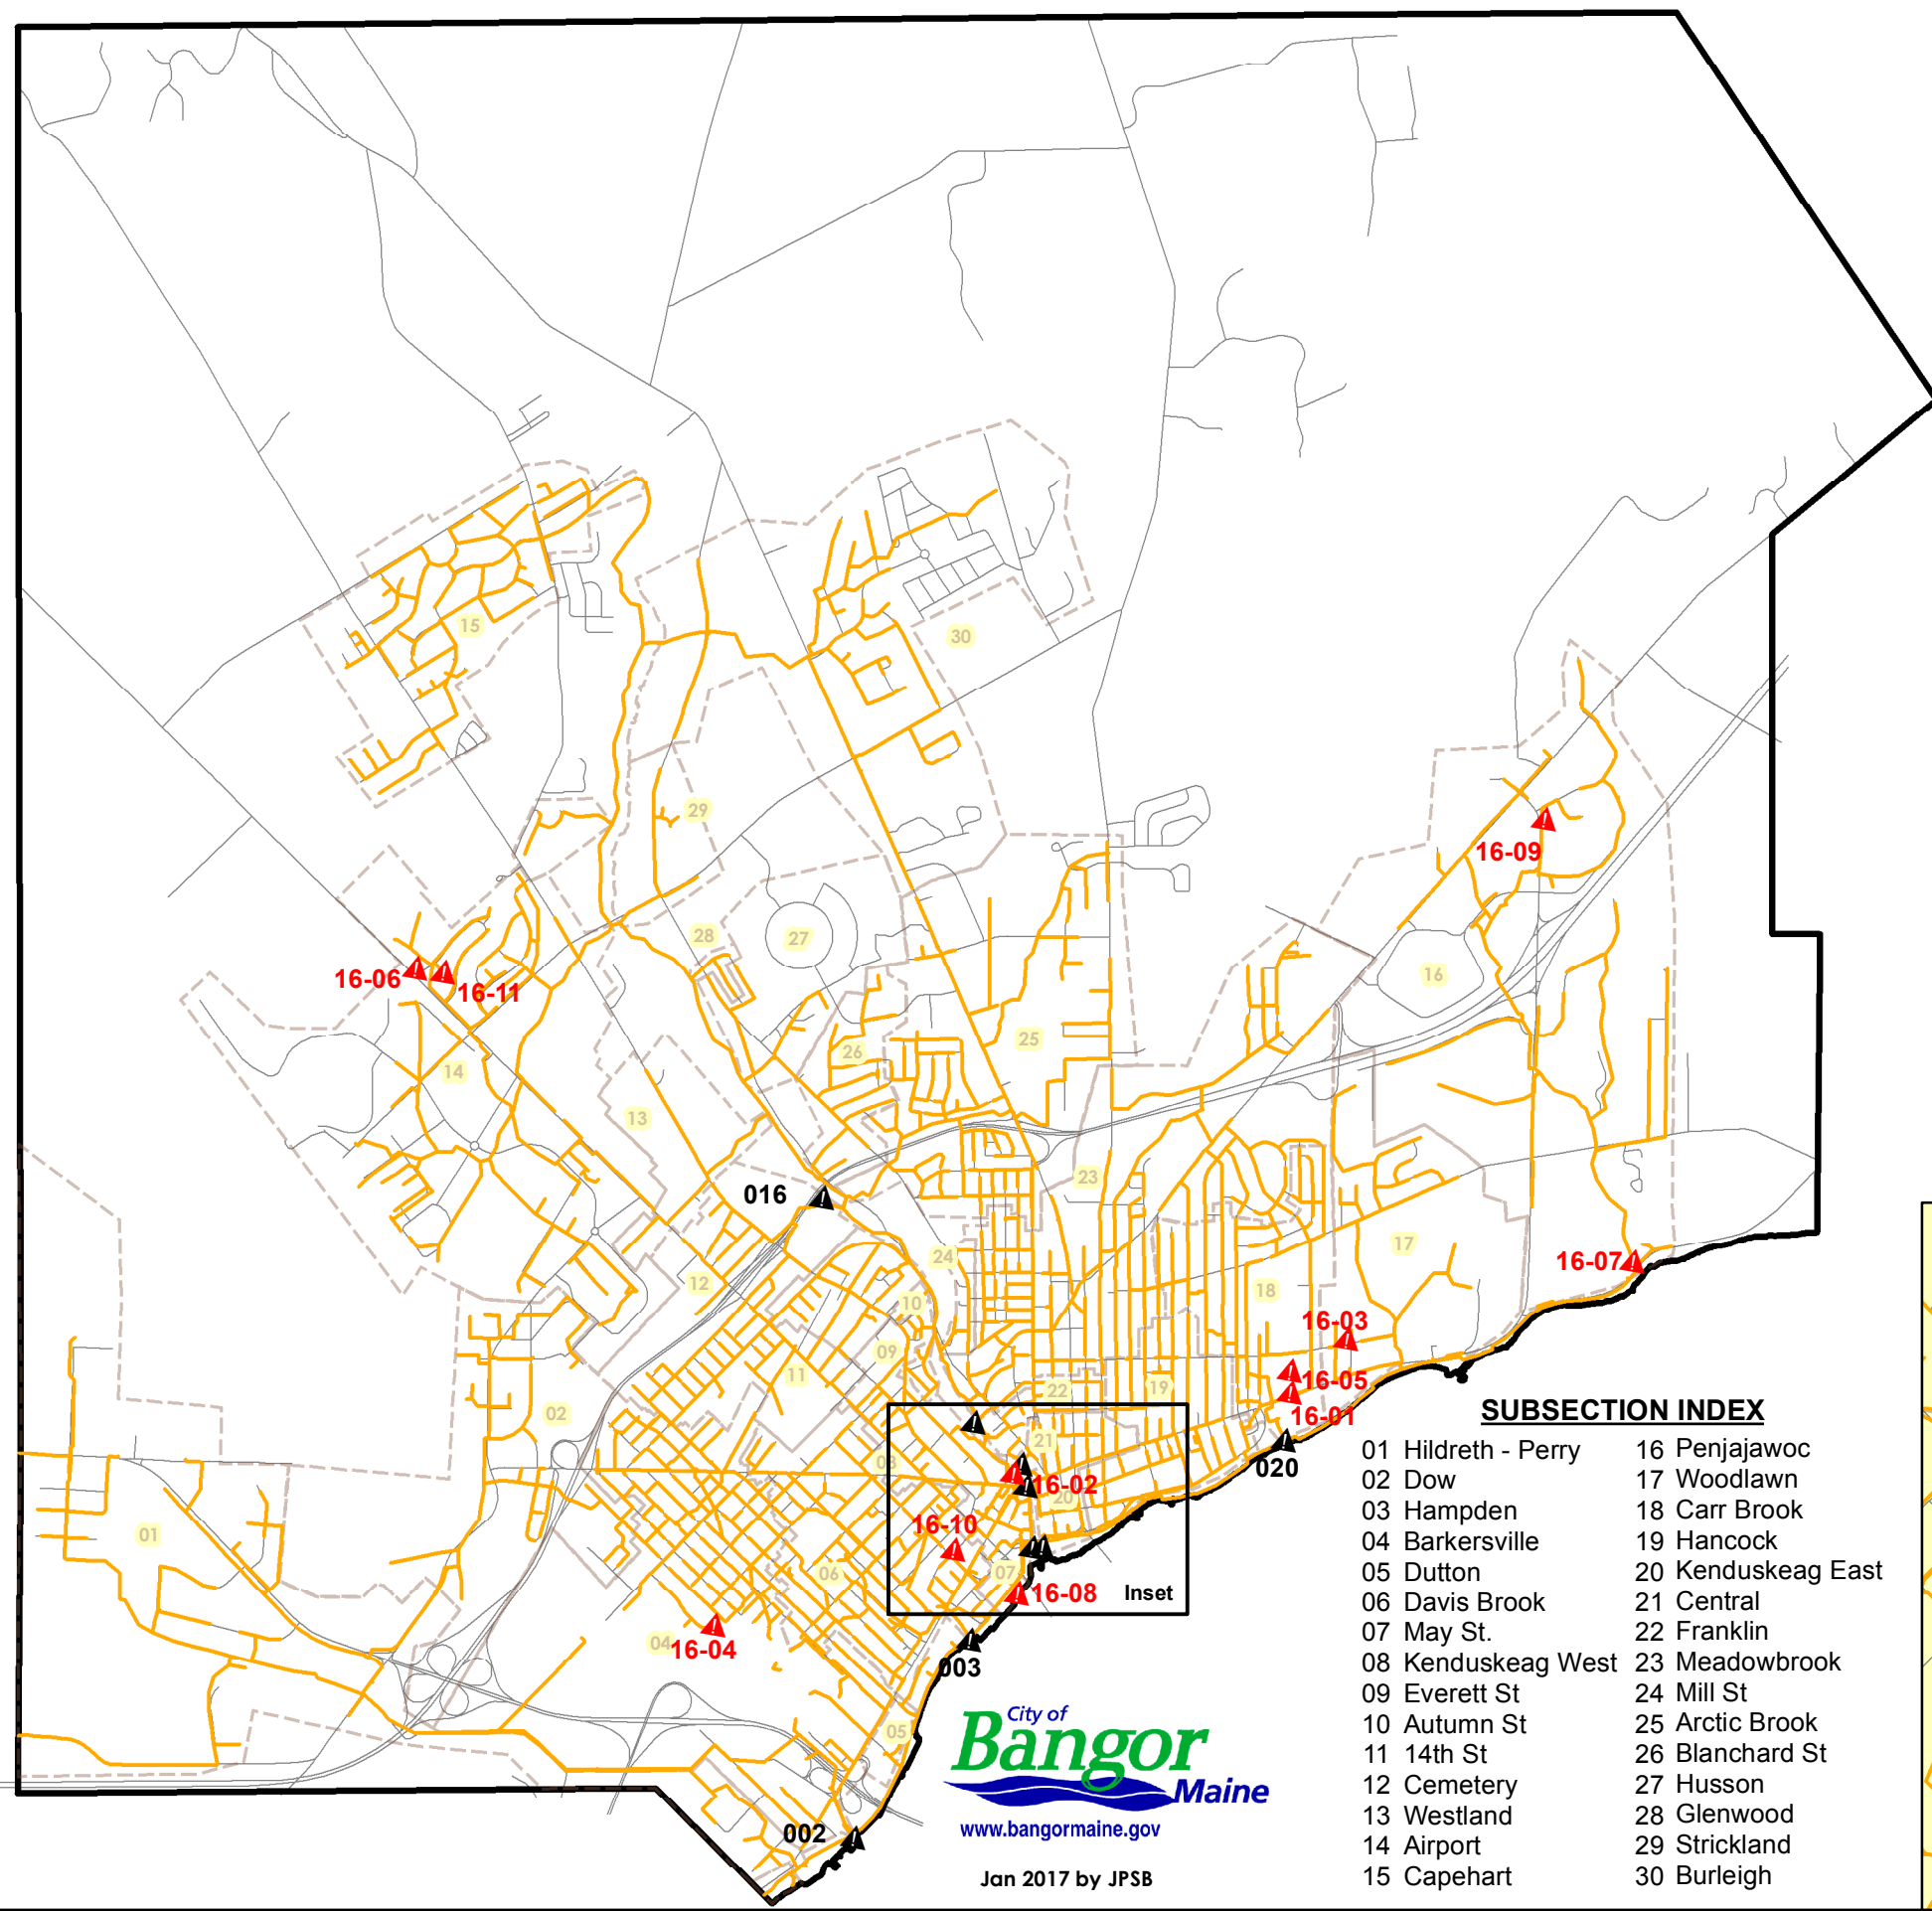 15
30
29
16-09
28
27
16
16-06
16-11
25
26
14
13
23
016
17
24
16-07
12
18
10
16-03
09
11
22
19
16-05
16-01
02
21
03
020
16-02
20
01
16-10
06
07
16-08
Inset
04
16-04
003
05
002
City of
Bangor
Maine
www.bangormaine.gov
Jan 2017 by JPSB
SUBSECTION INDEX
01 Hildreth - Perry
02 Dow
03 Hampden
04 Barkersville
05 Dutton
06 Davis Brook
07 May St.
08 Kenduskeag West
09 Everett St
10 Autumn St
11 14th St
12 Cemetery
13 Westland
14 Airport
15 Capehart
16 Penjajawoc
17 Woodlawn
18 Carr Brook
19 Hancock
20 Kenduskeag East
21 Central
22 Franklin
23 Meadowbrook
24 Mill St
25 Arctic Brook
26 Blanchard St
27 Husson
28 Glenwood
29 Strickland
30 Burleigh